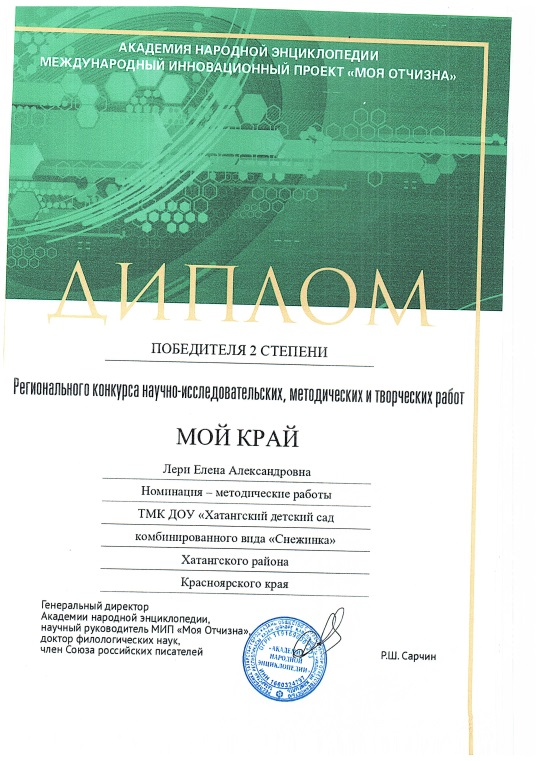 АКАДЕМИЯ НАРОДНОЙ ЭНЦИКЛОПЕДИИ
МЕЖДУНАРОДНЫЙ ИННОВАЦИОННЫЙ ПРОЕКТ «МОЯ ОТЧИЗНА»
ДИПЛОМ
ПОБЕДИТЕЛЯ 2 СТЕПЕНИ
Регионального конкурса научно-исследовательских, методических и творческих работ
МОЙ КРАЙ
Лери Елена Александровна
Номинация – методические работы
ТМК ДОУ «Хатангский детский сад
комбинированного вида «Снежинка»
Хатангского района
Красноярского края
Генеральный директор
Академии народной энциклопедии,
научный руководитель МИП «Моя Отчизна»,
доктор филологических наук,
член Союза российских писателей
Р.Ш. Сарчин
«АКАДЕМИЯ
НАРОДНОЙ
ЭНЦИКЛОПЕДИИ»